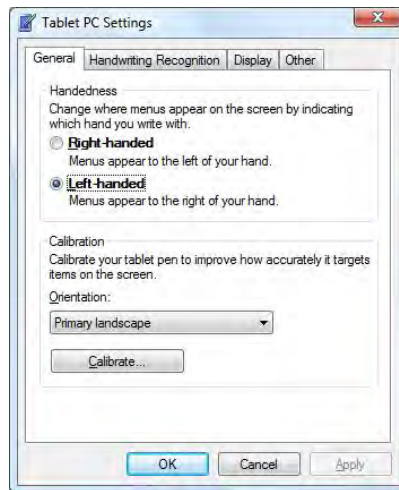 Tablet PC Settings
General Handwriting Recognition Display Other
Handedness
Change where menus appear on the screen by indicating
which hand you write with.
Right-handed
Menus appear to the left of your hand.
Left-handed
Menus appear to the right of your hand.
Calibration
Calibrate your tablet pen to improve how accurately it targets
items on the screen.
Orientation:
Primary landscape
Calibrate...
OK Cancel Apply